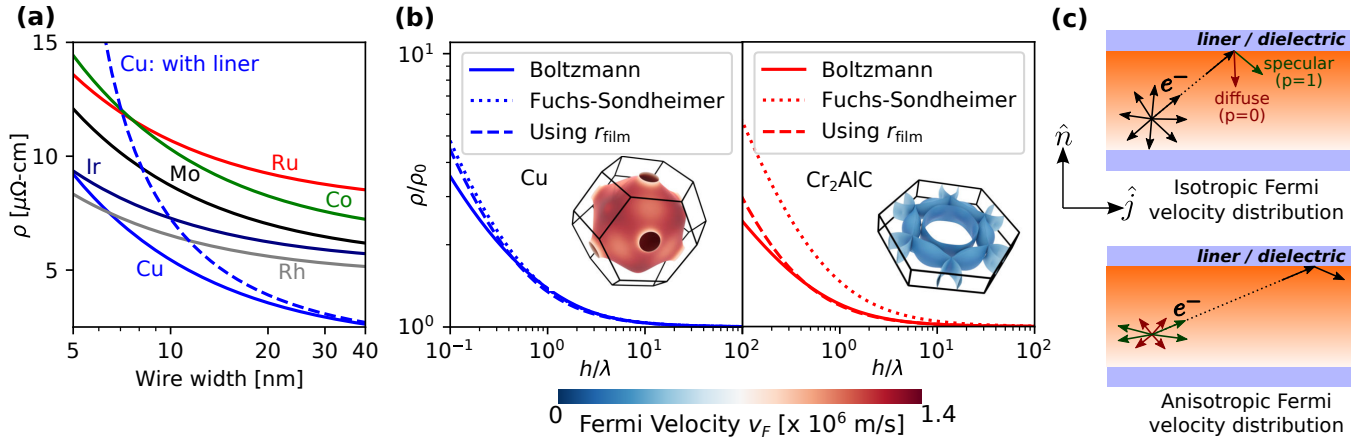 (a)
15
10
5
ρ [μΩ-cm]
Cu: with liner
Ir
Mo
Ru
Co
Cu
Rh
5
10
20
30
40
Wire width [nm]
(b)
10¹
10⁰
ρ/ρ₀
Boltzmann
Fuchs-Sondheimer
Using r_film
Cu
10⁻¹
10⁰
10¹
h/λ
Boltzmann
Fuchs-Sondheimer
Using r_film
Cr₂AlC
10²
10⁰
10¹
10²
h/λ
0
1.4
Fermi Velocity v_F [x 10⁶ m/s]
(c)
liner / dielectric
e⁻
specular
(p=1)
diffuse
(p=0)
n̂
ĵ
Isotropic Fermi
velocity distribution
liner / dielectric
e⁻
Anisotropic Fermi
velocity distribution